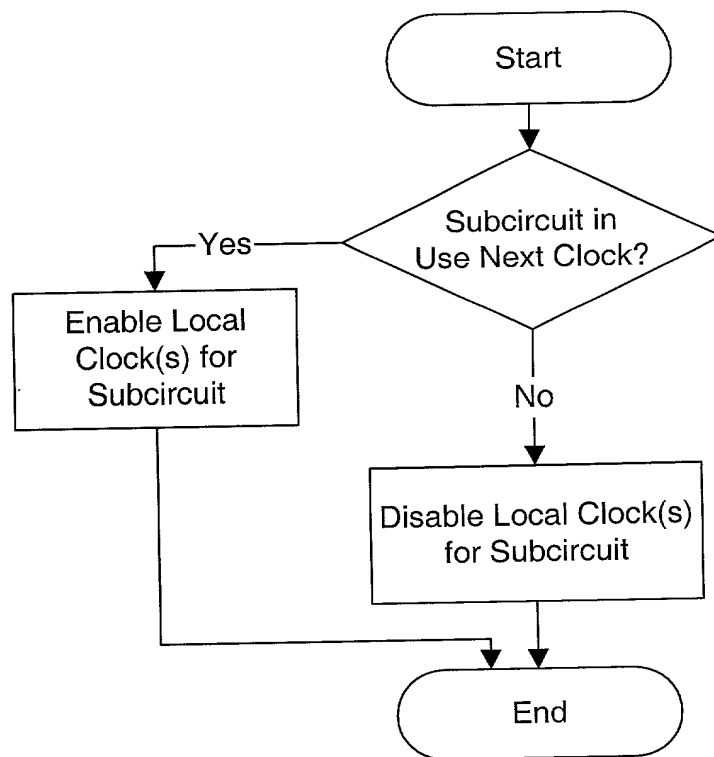 Start
Subcircuit in
Use Next Clock?
Yes
Enable Local
Clock(s) for
Subcircuit
No
Disable Local Clock(s)
for Subcircuit
End